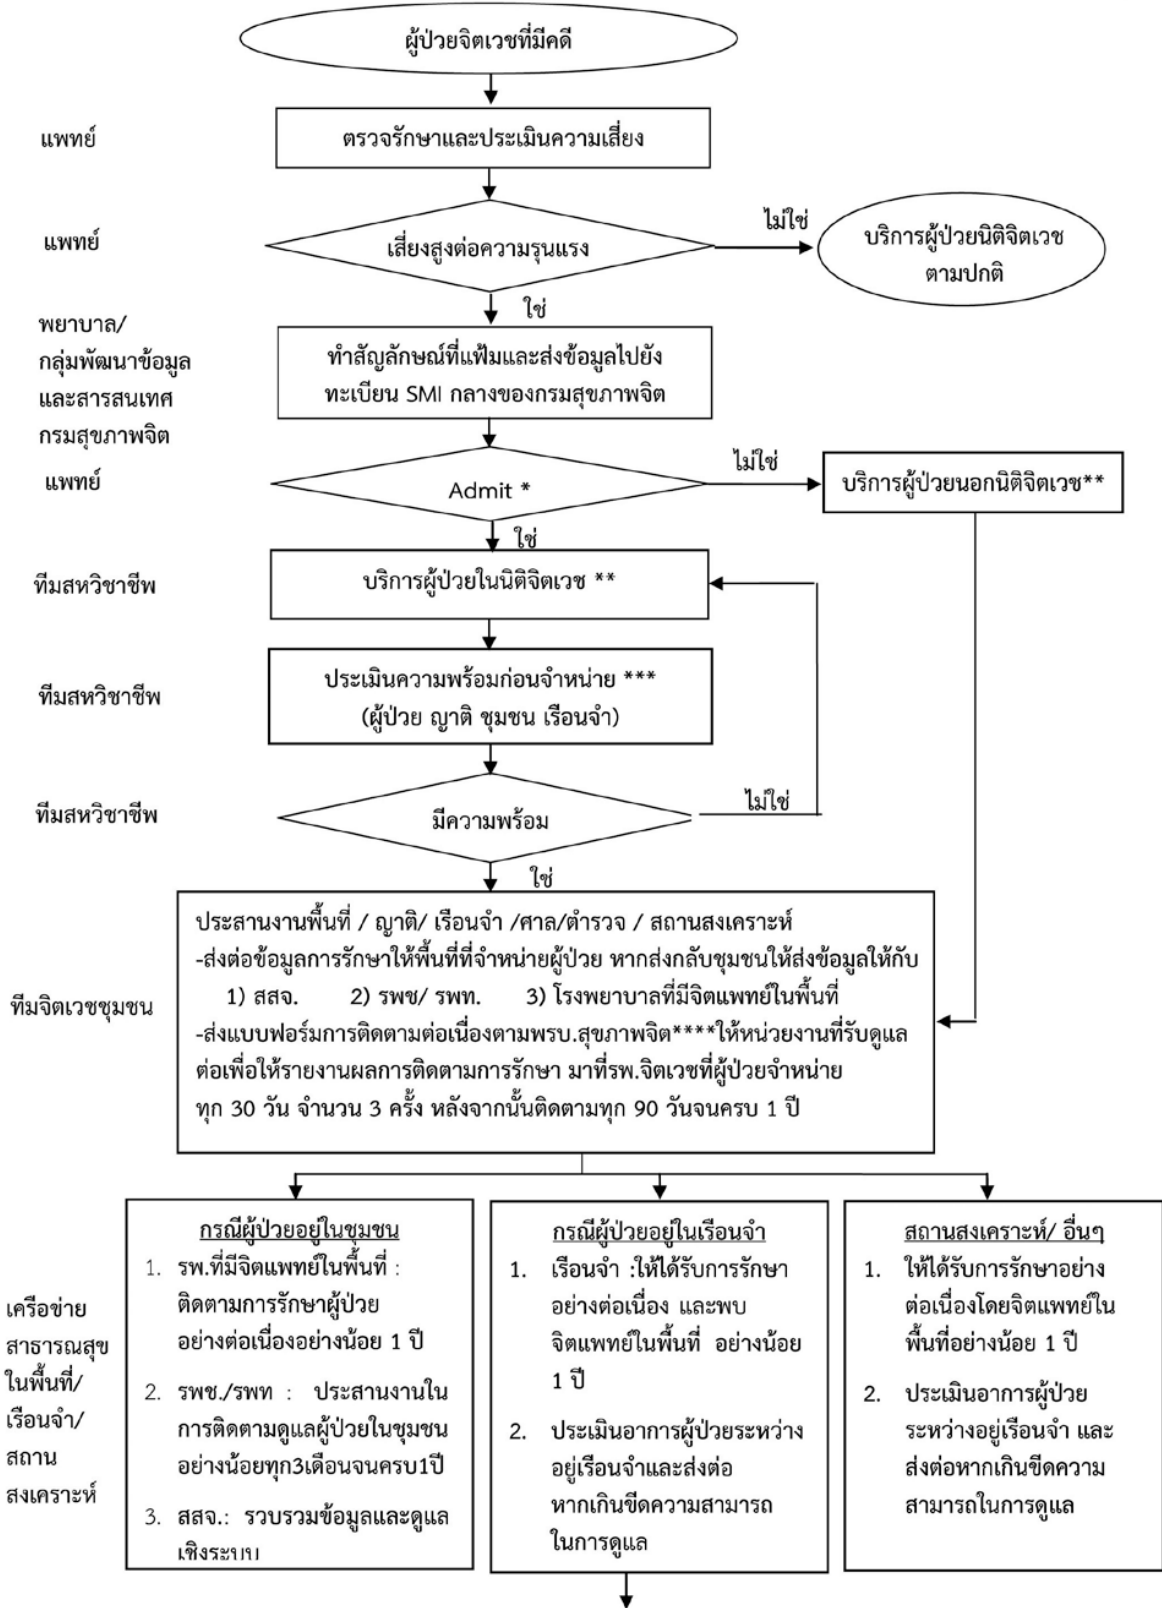 ผู้ป่วยจิตเวชที่มีคดี
แพทย์
ตรวจรักษาและประเมินความเสี่ยง
แพทย์
เสี่ยงสูงต่อความรุนแรง
ไม่ใช่
บริการผู้ป่วยนิติจิตเวช
ตามปกติ
ใช่
พยาบาล/
กลุ่มพัฒนาข้อมูล
และสารสนเทศ
กรมสุขภาพจิต
ทำสัญลักษณ์ที่แฟ้มและส่งข้อมูลไปยัง
ทะเบียน SMI กลางของกรมสุขภาพจิต
แพทย์
Admit *
ไม่ใช่
บริการผู้ป่วยนอกนิติจิตเวช**
ใช่
ทีมสหวิชาชีพ
บริการผู้ป่วยในนิติจิตเวช **
ทีมสหวิชาชีพ
ประเมินความพร้อมก่อนจำหน่าย ***
(ผู้ป่วย ญาติ ชุมชน เรือนจำ)
ทีมสหวิชาชีพ
มีความพร้อม
ไม่ใช่
ใช่
ทีมจิตเวชชุมชน
ประสานงานพื้นที่ / ญาติ/ เรือนจำ /ศาล/ตำรวจ / สถานสงเคราะห์
-ส่งต่อข้อมูลการรักษาให้พื้นที่ที่จำหน่ายผู้ป่วย หากส่งกลับชุมชนให้ส่งข้อมูลให้กับ
1) สสจ. 2) รพช/ รพท. 3) โรงพยาบาลที่มีจิตแพทย์ในพื้นที่
-ส่งแบบฟอร์มการติดตามต่อเนื่องตามพรบ.สุขภาพจิต****ให้หน่วยงานที่รับดูแล
ต่อเพื่อให้รายงานผลการติดตามการรักษา มาที่รพ.จิตเวชที่ผู้ป่วยจำหน่าย
ทุก 30 วัน จำนวน 3 ครั้ง หลังจากนั้นติดตามทุก 90 วันจนครบ 1 ปี
เครือข่าย
สาธารณสุข
ในพื้นที่/
เรือนจำ/
สถาน
สงเคราะห์
กรณีผู้ป่วยอยู่ในชุมชน
1. รพ.ที่มีจิตแพทย์ในพื้นที่ :
ติดตามการรักษาผู้ป่วย
อย่างต่อเนื่องอย่างน้อย 1 ปี
2. รพช./รพท : ประสานงานใน
การติดตามดูแลผู้ป่วยในชุมชน
อย่างน้อยทุก3เดือนจนครบ1ปี
3. สสจ.: รวบรวมข้อมูลและดูแล
เชิงระบบ
กรณีผู้ป่วยอยู่ในเรือนจำ
1. เรือนจำ :ให้ได้รับการรักษา
อย่างต่อเนื่อง และพบ
จิตแพทย์ในพื้นที่ อย่างน้อย
1 ปี
2. ประเมินอาการผู้ป่วยระหว่าง
อยู่เรือนจำและส่งต่อ
หากเกินขีดความสามารถ
ในการดูแล
สถานสงเคราะห์/ อื่นๆ
1. ให้ได้รับการรักษาอย่าง
ต่อเนื่องโดยจิตแพทย์ใน
พื้นที่อย่างน้อย 1 ปี
2. ประเมินอาการผู้ป่วย
ระหว่างอยู่เรือนจำ และ
ส่งต่อหากเกินขีดความ
สามารถในการดูแล